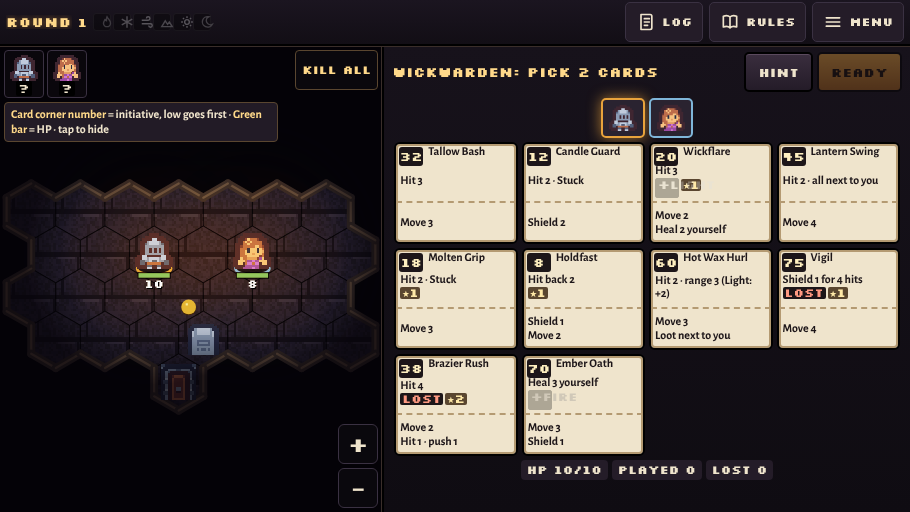 ROUND 1
LOG
RULES
MENU
?
?
KILL ALL
Card corner number = initiative, low goes first · Green
bar = HP · tap to hide
10
8
+
−
WICKWARDEN: PICK 2 CARDS
HINT
READY
32 Tallow Bash
Hit 3
Move 3
12 Candle Guard
Hit 2 · Stuck
Shield 2
20 Wickflare
Hit 3
+L ★1
Move 2
Heal 2 yourself
45 Lantern Swing
Hit 2 · all next to you
Move 4
18 Molten Grip
Hit 2 · Stuck
★1
Move 3
8 Holdfast
Hit back 2
★1
Shield 1
Move 2
60 Hot Wax Hurl
Hit 2 · range 3 (Light:
+2)
Move 3
Loot next to you
75 Vigil
Shield 1 for 4 hits
LOST ★1
Move 4
38 Brazier Rush
Hit 4
LOST ★2
Move 2
Hit 1 · push 1
70 Ember Oath
Heal 3 yourself
+FIRE
Move 3
Shield 1
HP 10/10
PLAYED 0
LOST 0